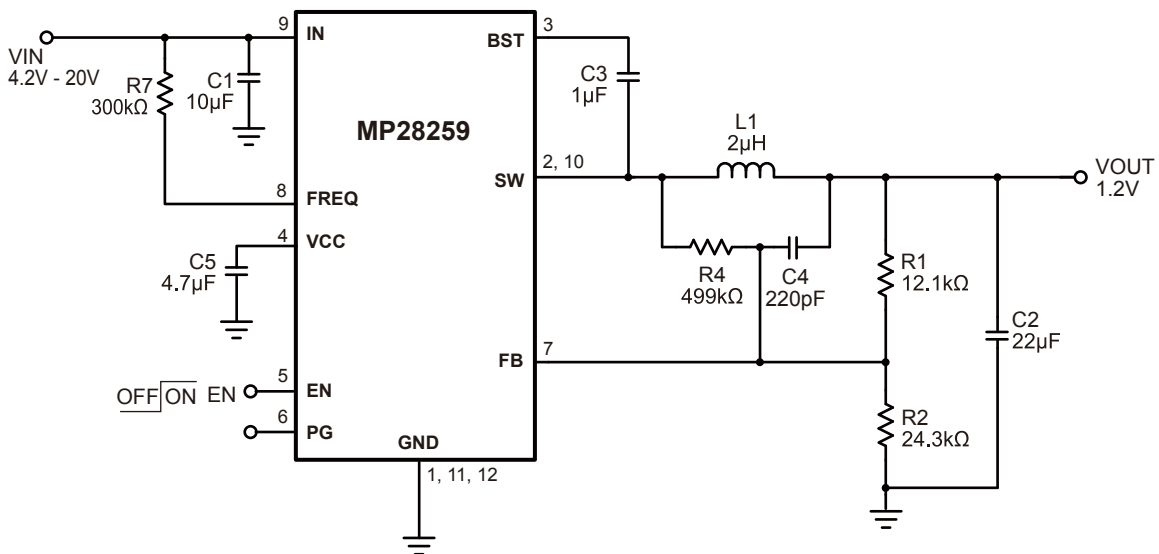 VIN
4.2V - 20V
R7
300kΩ
C1
10µF
9
IN
8
FREQ
4
VCC
C5
4.7µF
OFF ON EN
5
EN
6
PG
MP28259
GND
1, 11, 12
BST
3
C3
1µF
SW
2, 10
L1
2µH
R4
499kΩ
C4
220pF
FB
7
R1
12.1kΩ
R2
24.3kΩ
C2
22µF
VOUT
1.2V